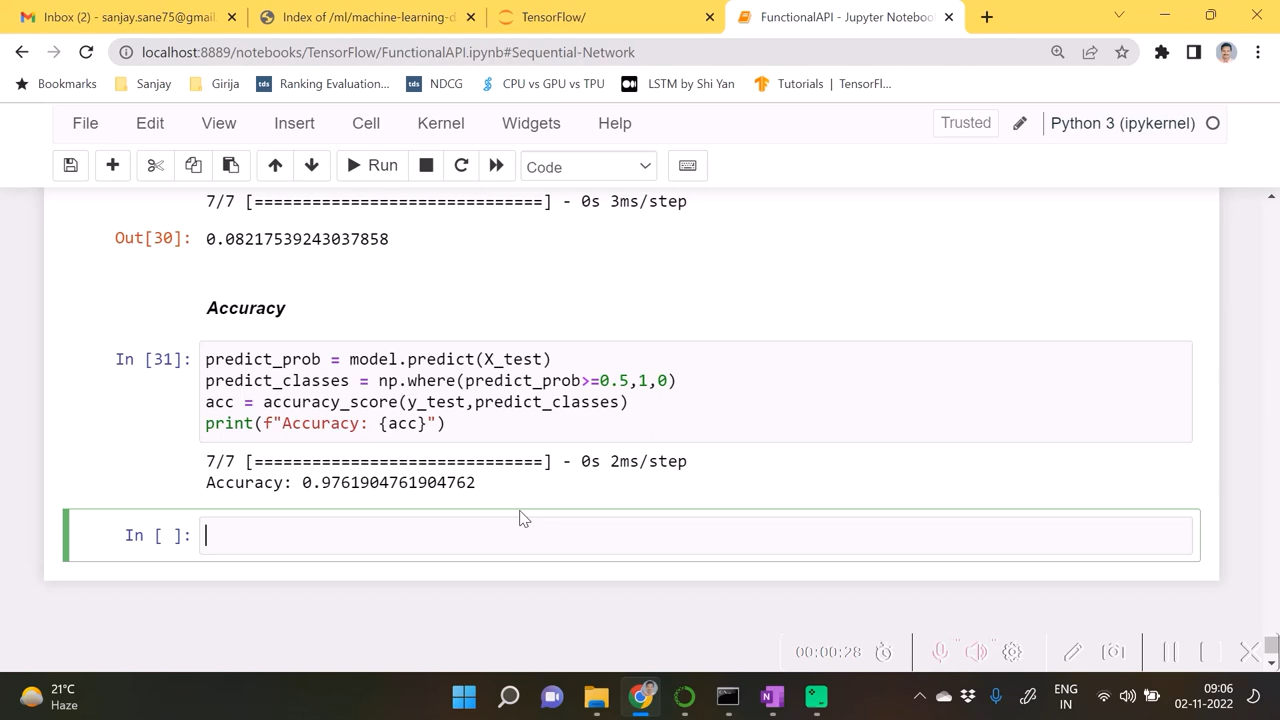 Inbox (2) - sanjay.sane75@gmail.
Index of /ml/machine-learning-d
TensorFlow/
FunctionalAPI - Jupyter Noteboo
localhost:8889/notebooks/TensorFlow/FunctionalAPI.ipynb#Sequential-Network
Bookmarks
Sanjay
Girija
tds
Ranking Evaluation...
tds
NDCG
CPU vs GPU vs TPU
LSTM by Shi Yan
Tutorials | TensorFl...
File
Edit
View
Insert
Cell
Kernel
Widgets
Help
Trusted
Python 3 (ipykernel)
Run
Code
7/7 [==============================] - 0s 3ms/step
Out[30]: 0.08217539243037858
Accuracy
In [31]: predict_prob = model.predict(X_test)
predict_classes = np.where(predict_prob>=0.5,1,0)
acc = accuracy_score(y_test,predict_classes)
print(f"Accuracy: {acc}")
7/7 [==============================] - 0s 2ms/step
Accuracy: 0.9761904761904762
In [ ]:
00:00:28
21°C
Haze
ENG
IN
09:06
02-11-2022